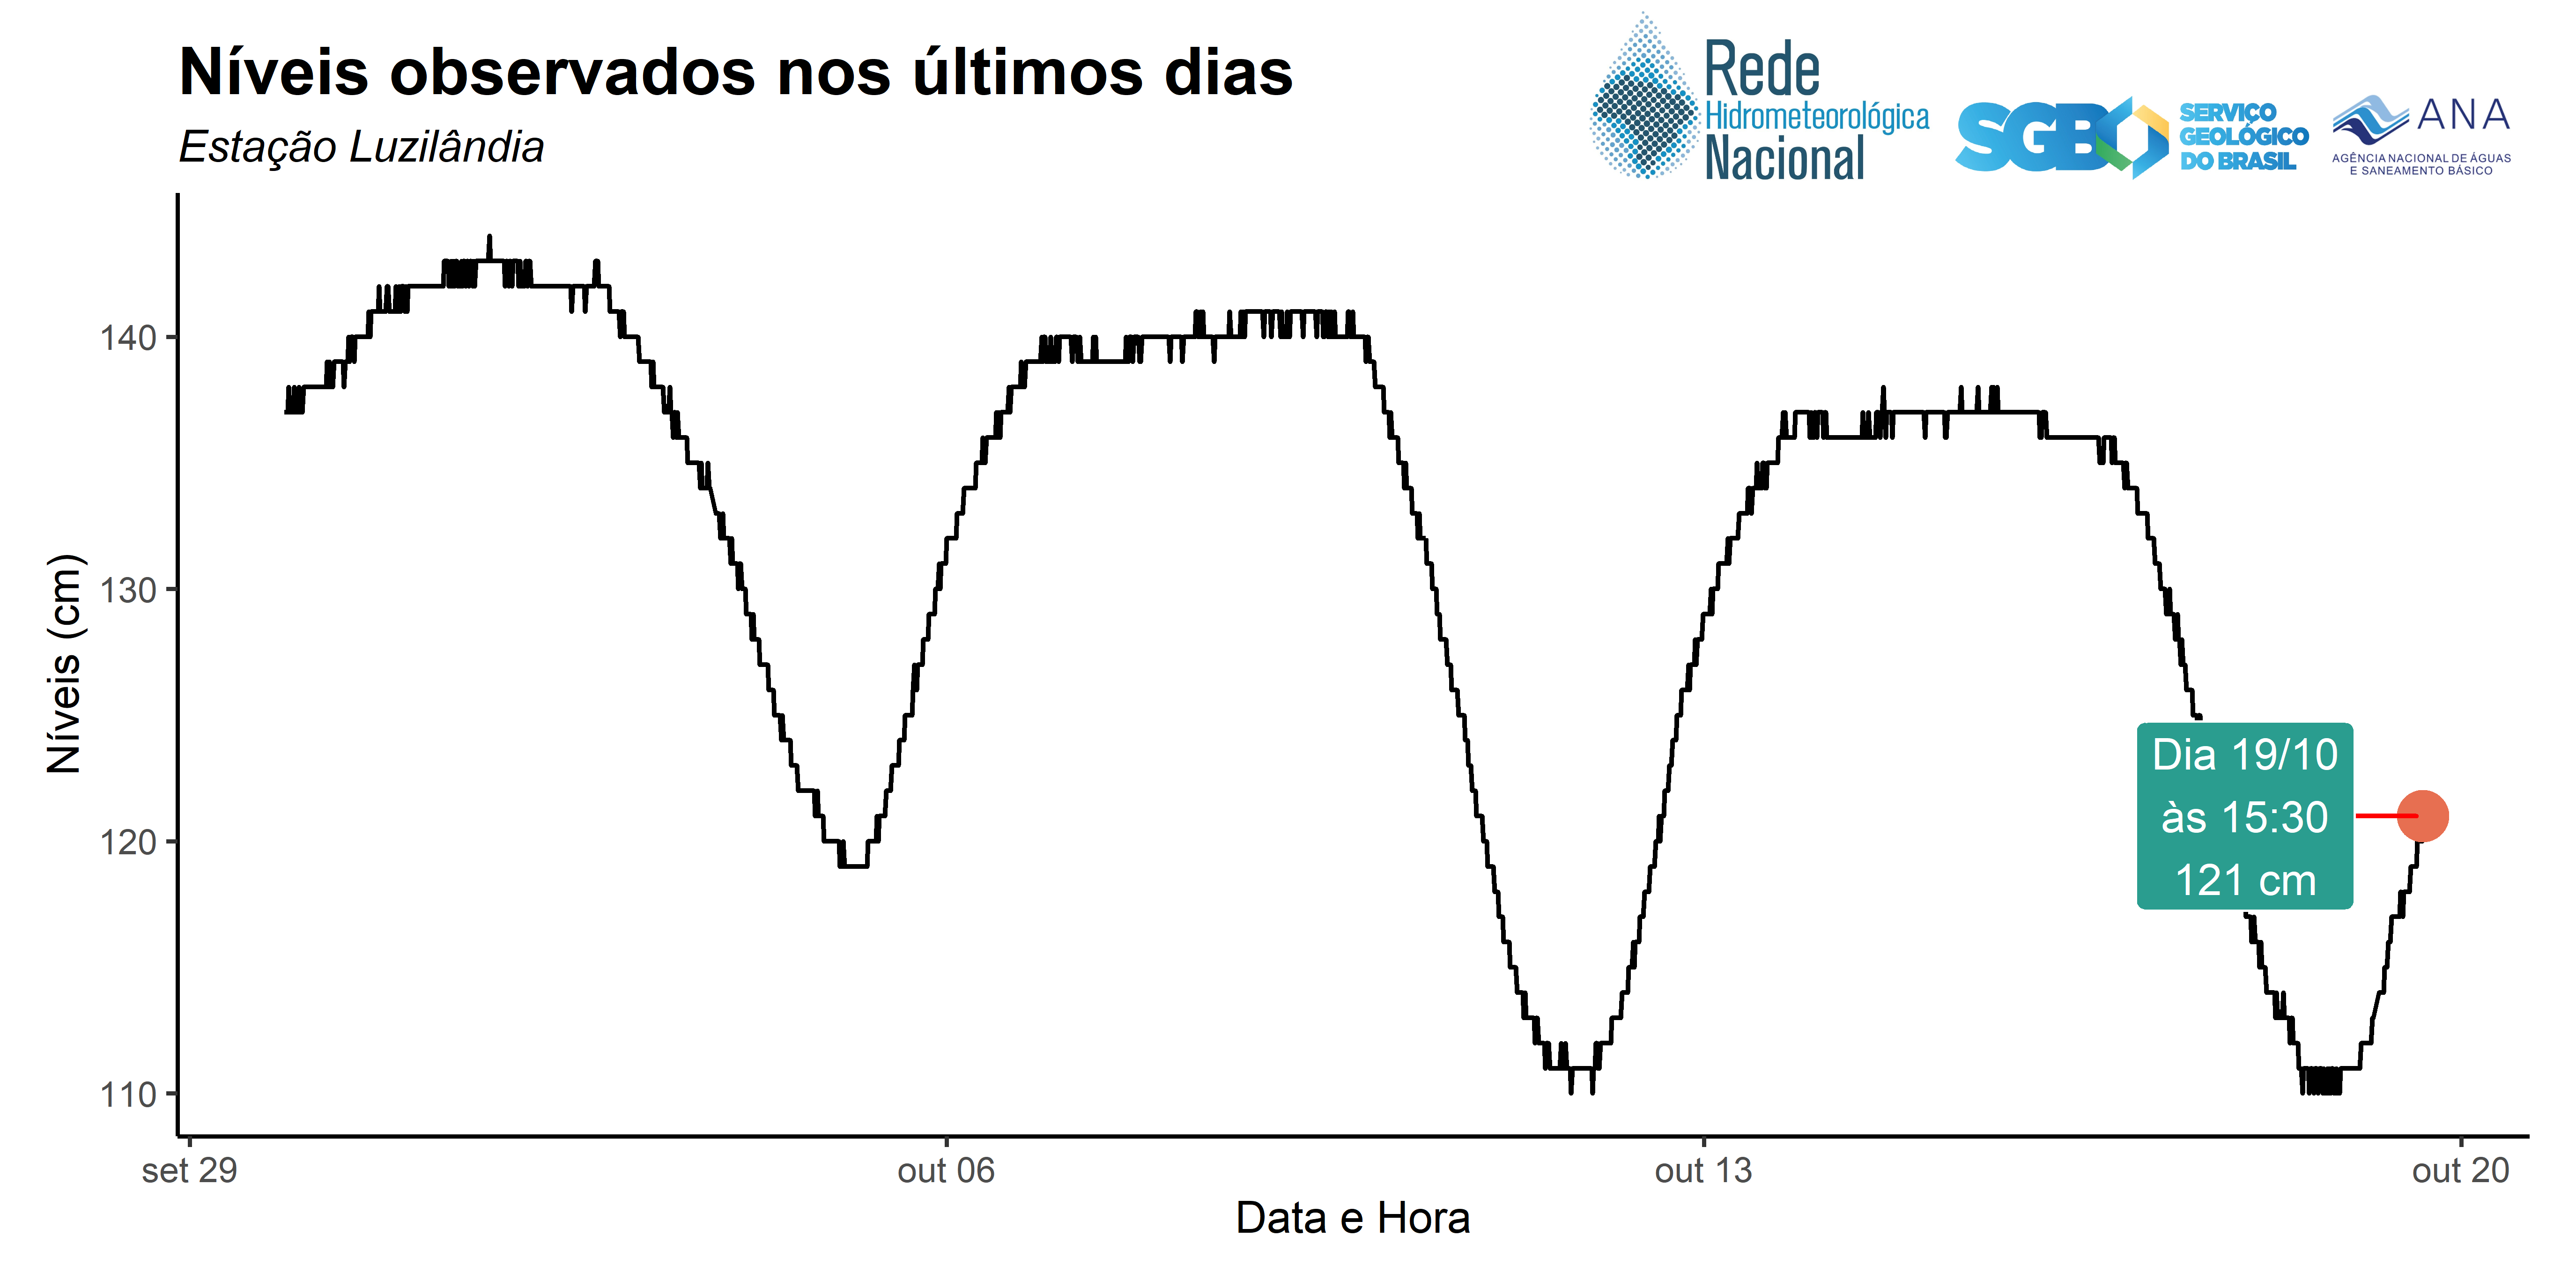 Níveis observados nos últimos dias
Estação Luzilândia
Rede
Hidrometeorológica
Nacional
SGB
SERVIÇO
GEOLÓGICO
DO BRASIL
ANA
AGÊNCIA NACIONAL DE ÁGUAS
E SANEAMENTO BÁSICO
Níveis (cm)
140
130
120
110
Dia 19/10
às 15:30
121 cm
set 29
out 06
out 13
out 20
Data e Hora